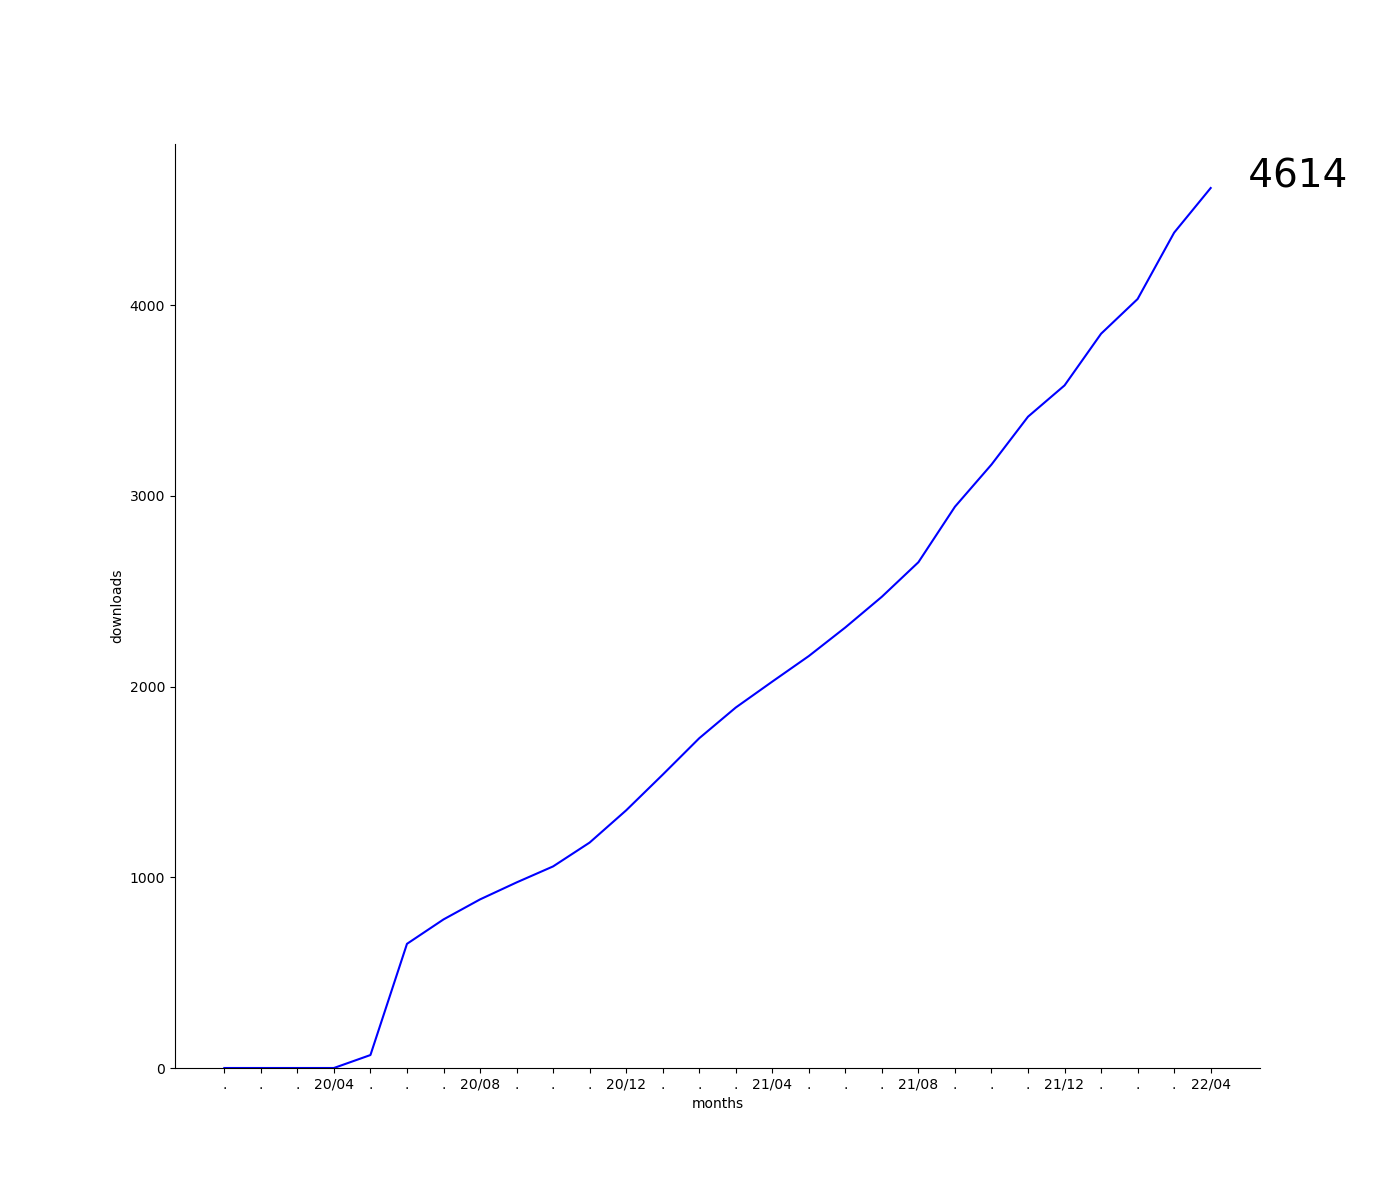 4614
4000
3000
2000
1000
0
downloads
. . . 20/04 . . . 20/08 . . . 20/12 . . . 21/04 . . . 21/08 . . . 21/12 . . . 22/04
months